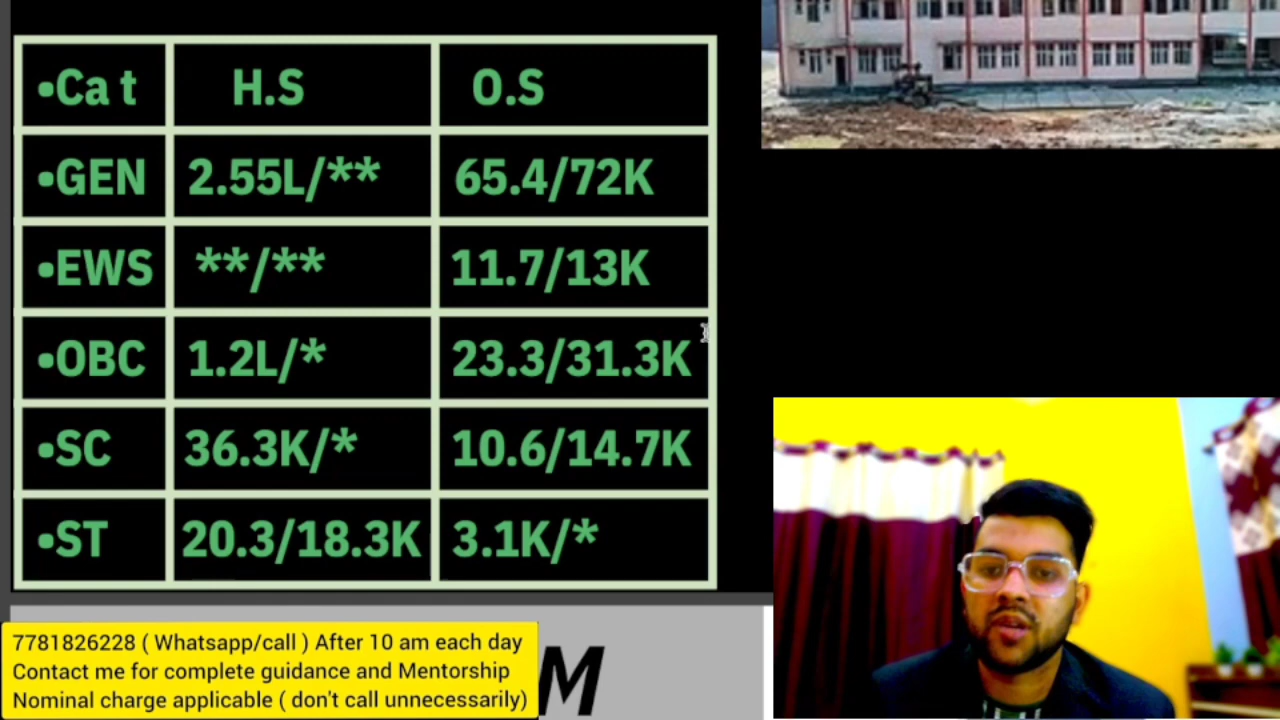 •Ca t H.S O.S
•GEN 2.55L/** 65.4/72K
•EWS **/** 11.7/13K
•OBC 1.2L/* 23.3/31.3K
•SC 36.3K/* 10.6/14.7K
•ST 20.3/18.3K 3.1K/*
7781826228 ( Whatsapp/call ) After 10 am each day
Contact me for complete guidance and Mentorship
Nominal charge applicable ( don't call unnecessarily)
M